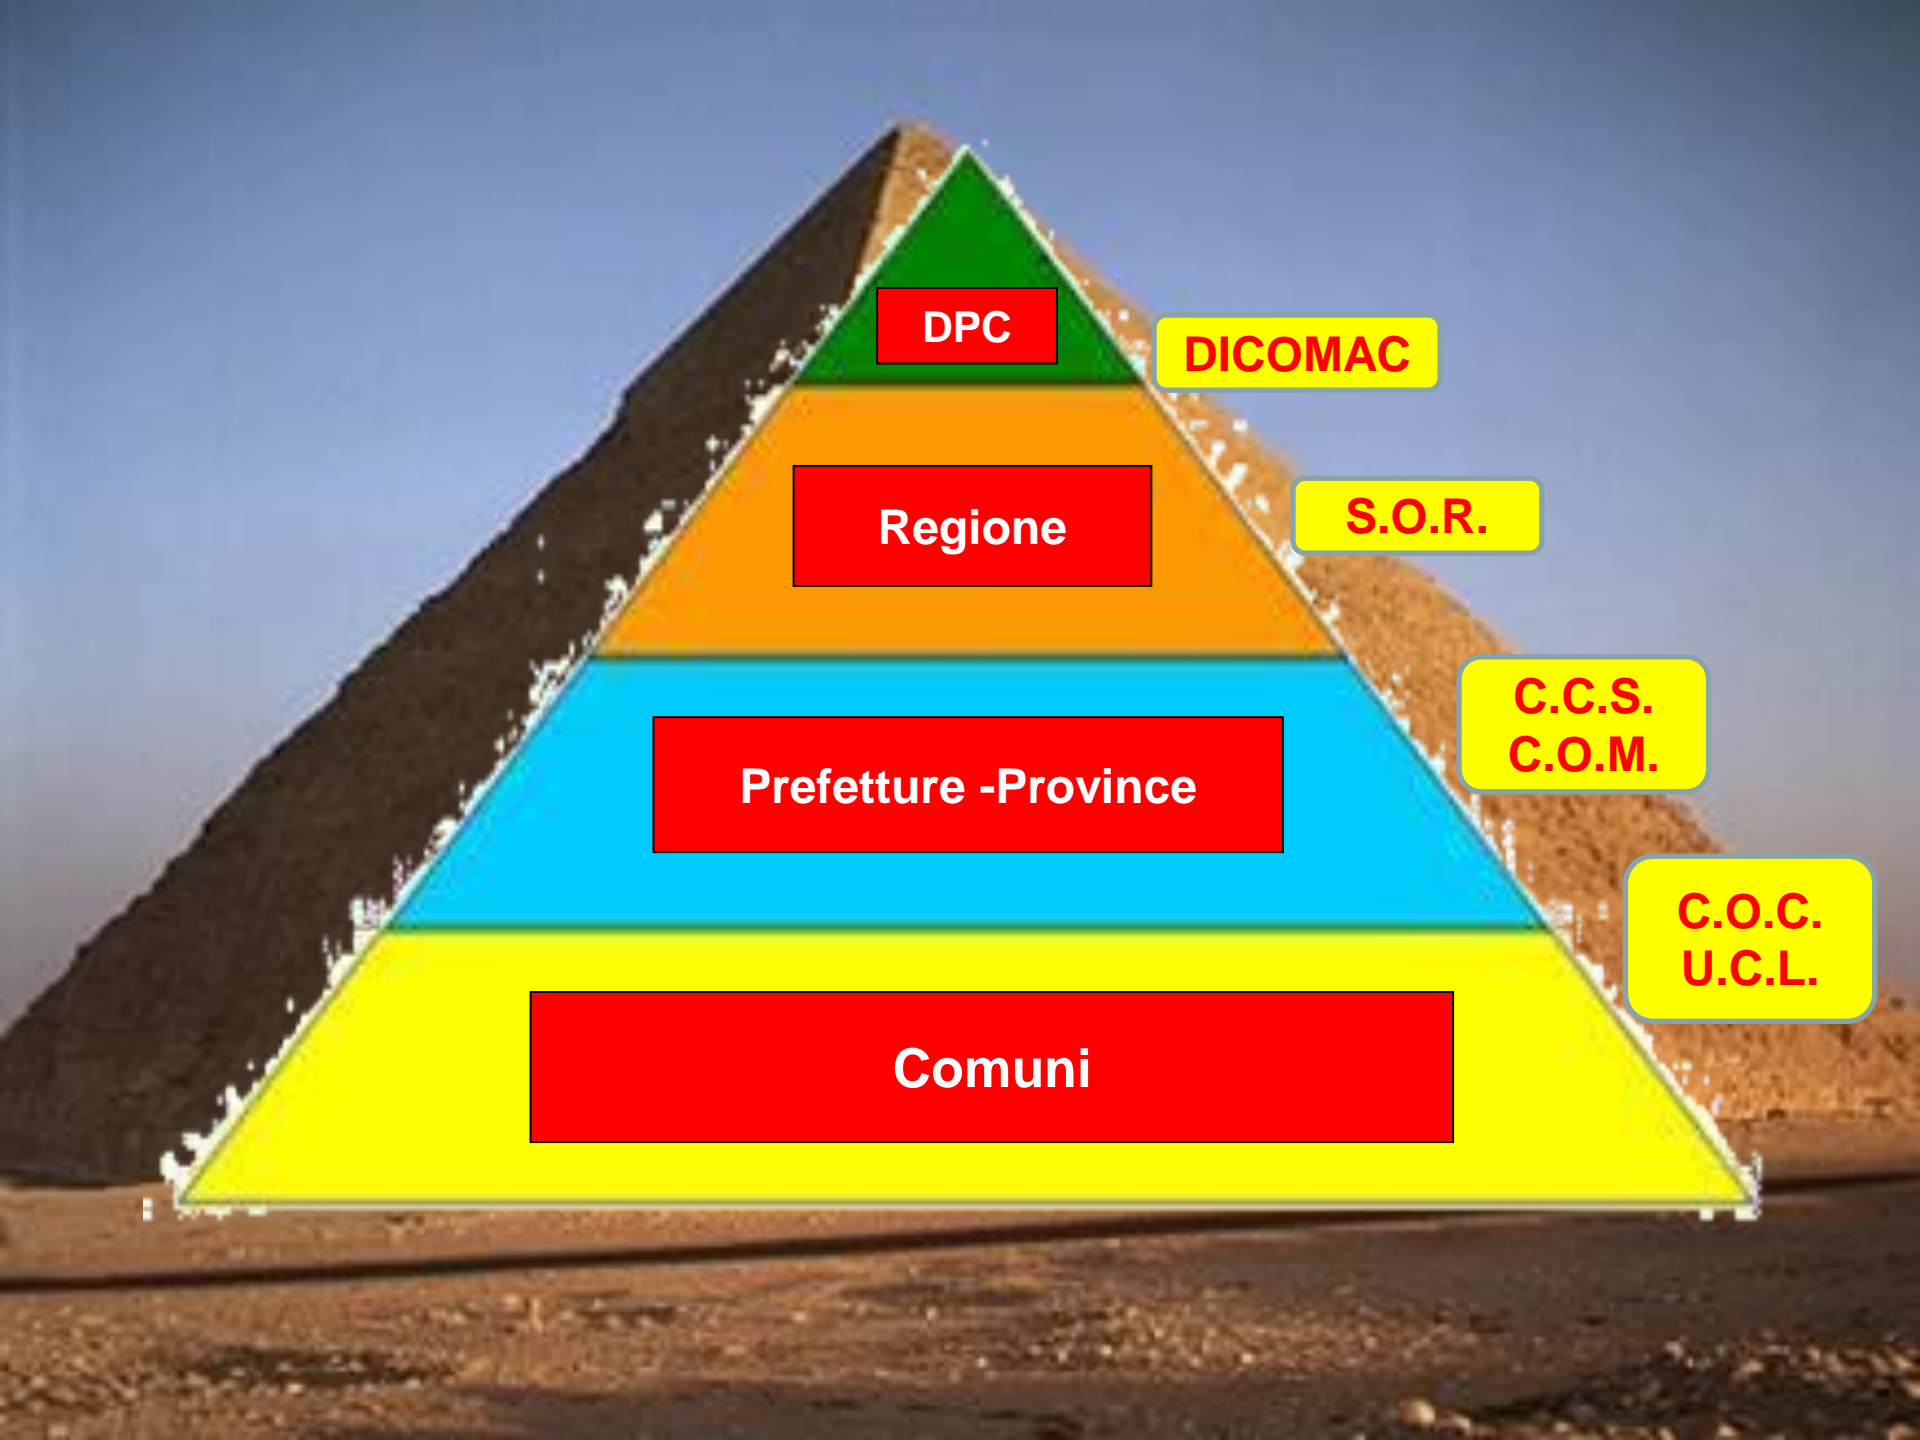 DPC
DICOMAC
Regione
S.O.R.
C.C.S.
C.O.M.
Prefetture -Province
C.O.C.
U.C.L.
Comuni